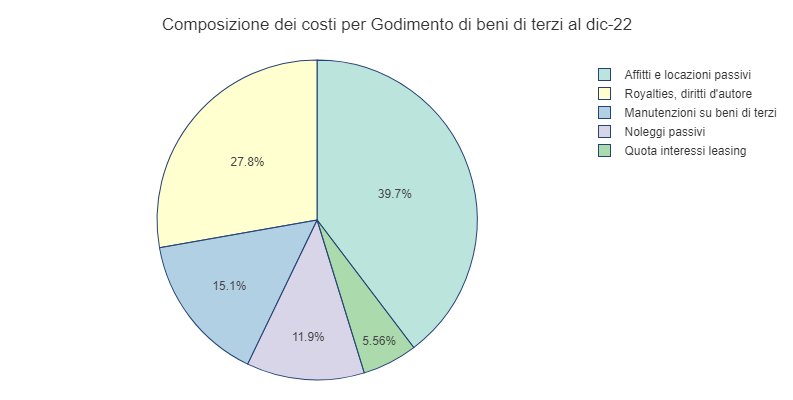 Composizione dei costi per Godimento di beni di terzi al dic-22
Affitti e locazioni passivi
Royalties, diritti d'autore
Manutenzioni su beni di terzi
Noleggi passivi
Quota interessi leasing
27.8%
39.7%
15.1%
11.9%
5.56%